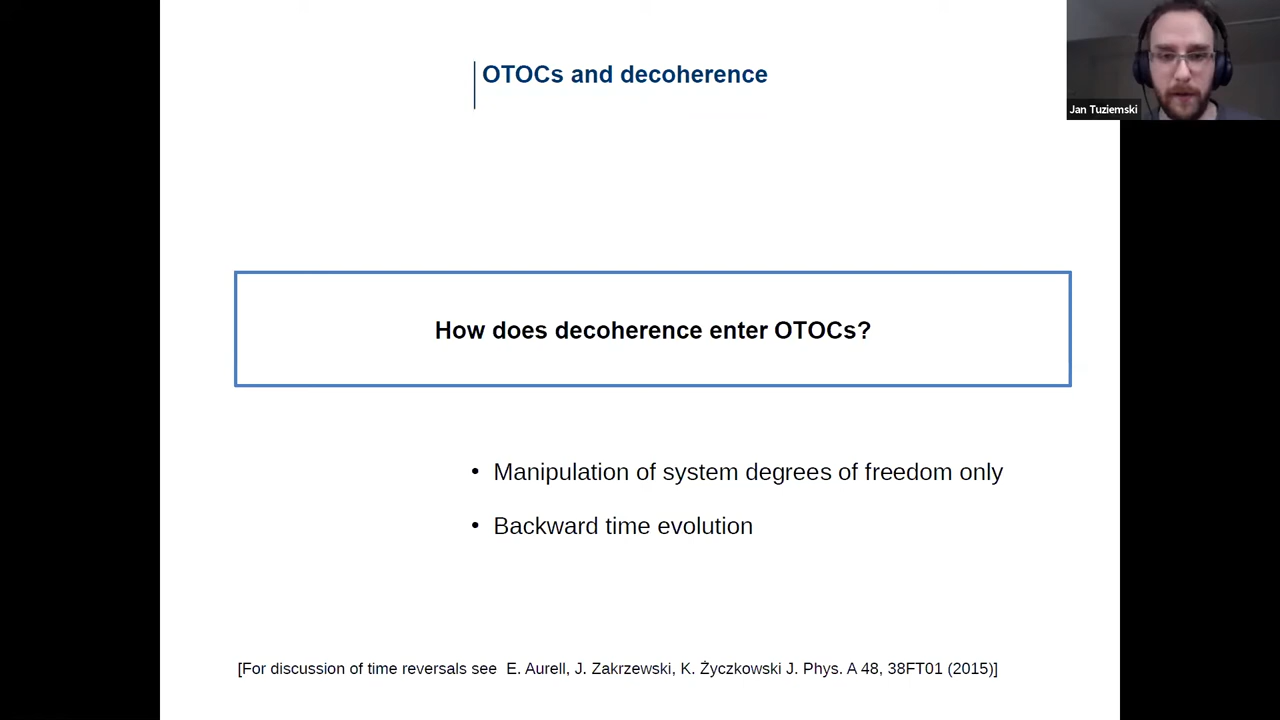 OTOCs and decoherence
Jan Tuziemski
How does decoherence enter OTOCs?
• Manipulation of system degrees of freedom only
• Backward time evolution
[For discussion of time reversals see E. Aurell, J. Zakrzewski, K. Życzkowski J. Phys. A 48, 38FT01 (2015)]